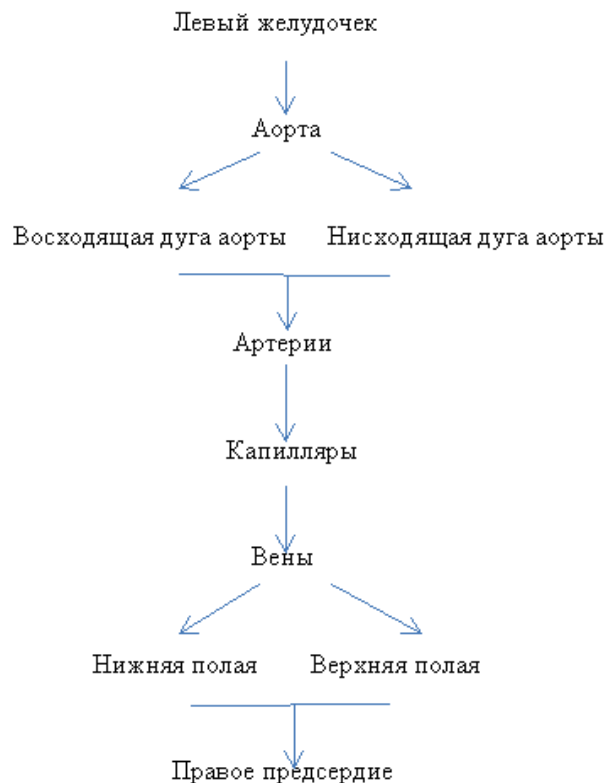 Левый желудочек
Аорта
Восходящая дуга аорты Нисходящая дуга аорты
Артерии
Капилляры
Вены
Нижняя полая Верхняя полая
Правое предсердие